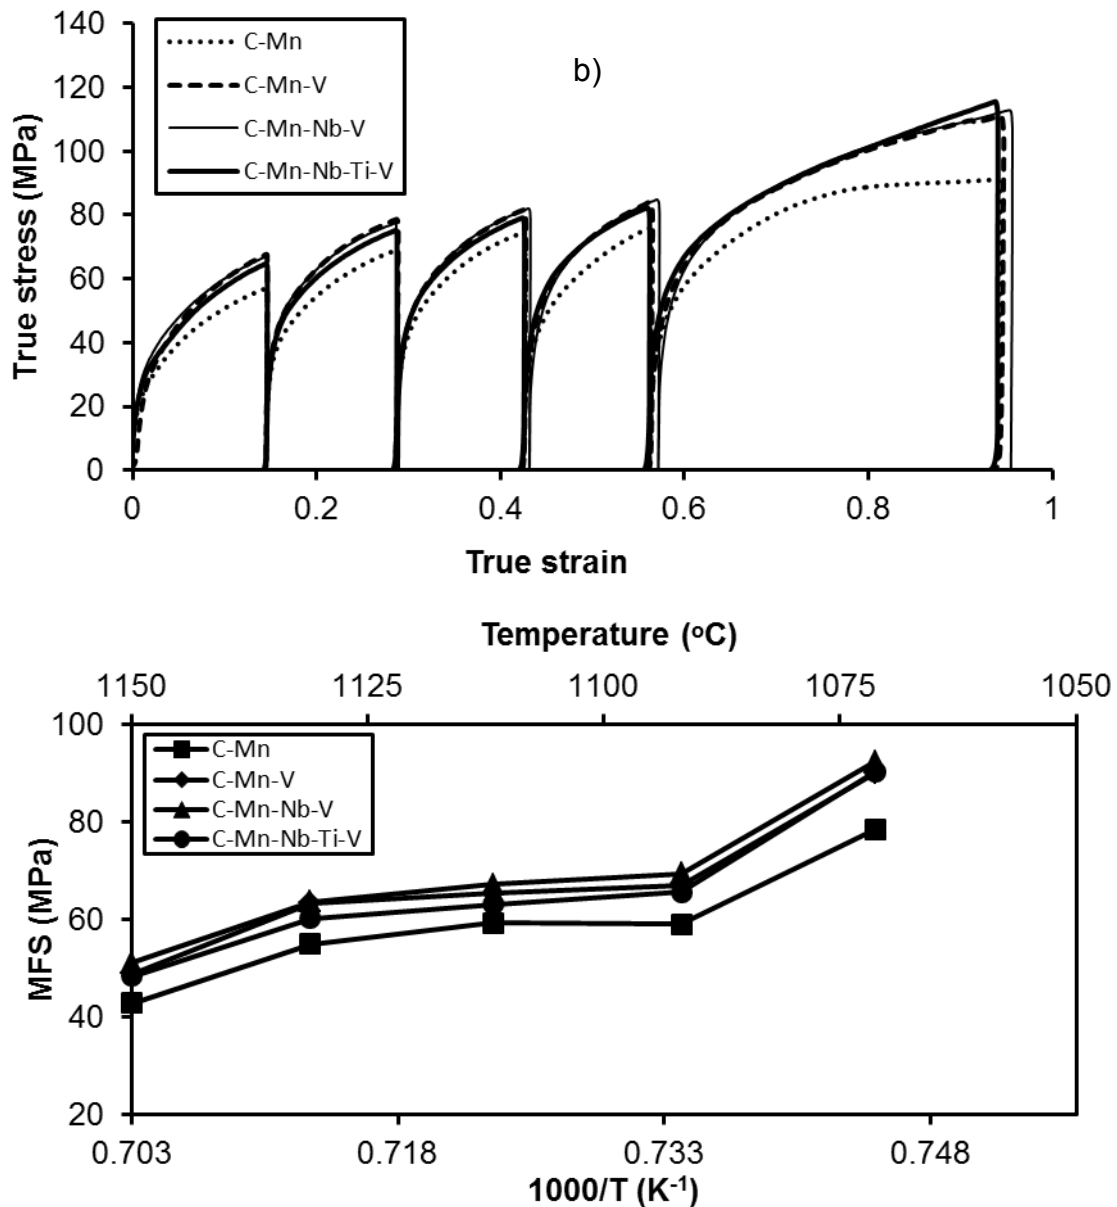 140
120
100
80
60
40
20
0
True stress (MPa)
C-Mn
C-Mn-V
C-Mn-Nb-V
C-Mn-Nb-Ti-V
b)
0 0.2 0.4 0.6 0.8 1
True strain
Temperature (oC)
1150 1125 1100 1075 1050
100
80
60
40
20
MFS (MPa)
C-Mn
C-Mn-V
C-Mn-Nb-V
C-Mn-Nb-Ti-V
0.703 0.718 0.733 0.748
1000/T (K-1)